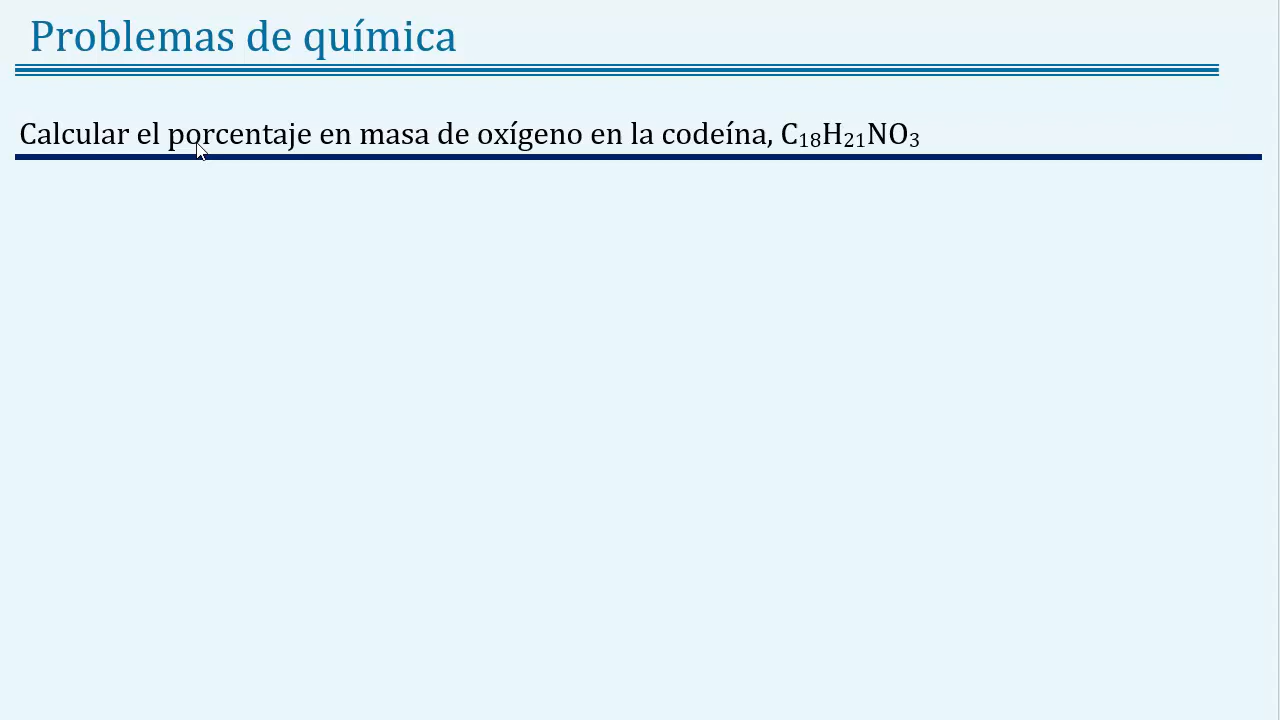 Problemas de química
Calcular el porcentaje en masa de oxígeno en la codeína, C₁₈H₂₁NO₃